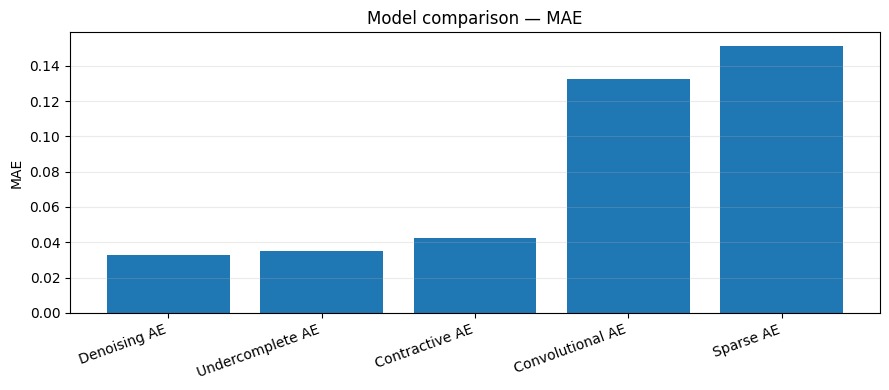 Model comparison — MAE
MAE
0.14
0.12
0.10
0.08
0.06
0.04
0.02
0.00
Denoising AE
Undercomplete AE
Contractive AE
Convolutional AE
Sparse AE